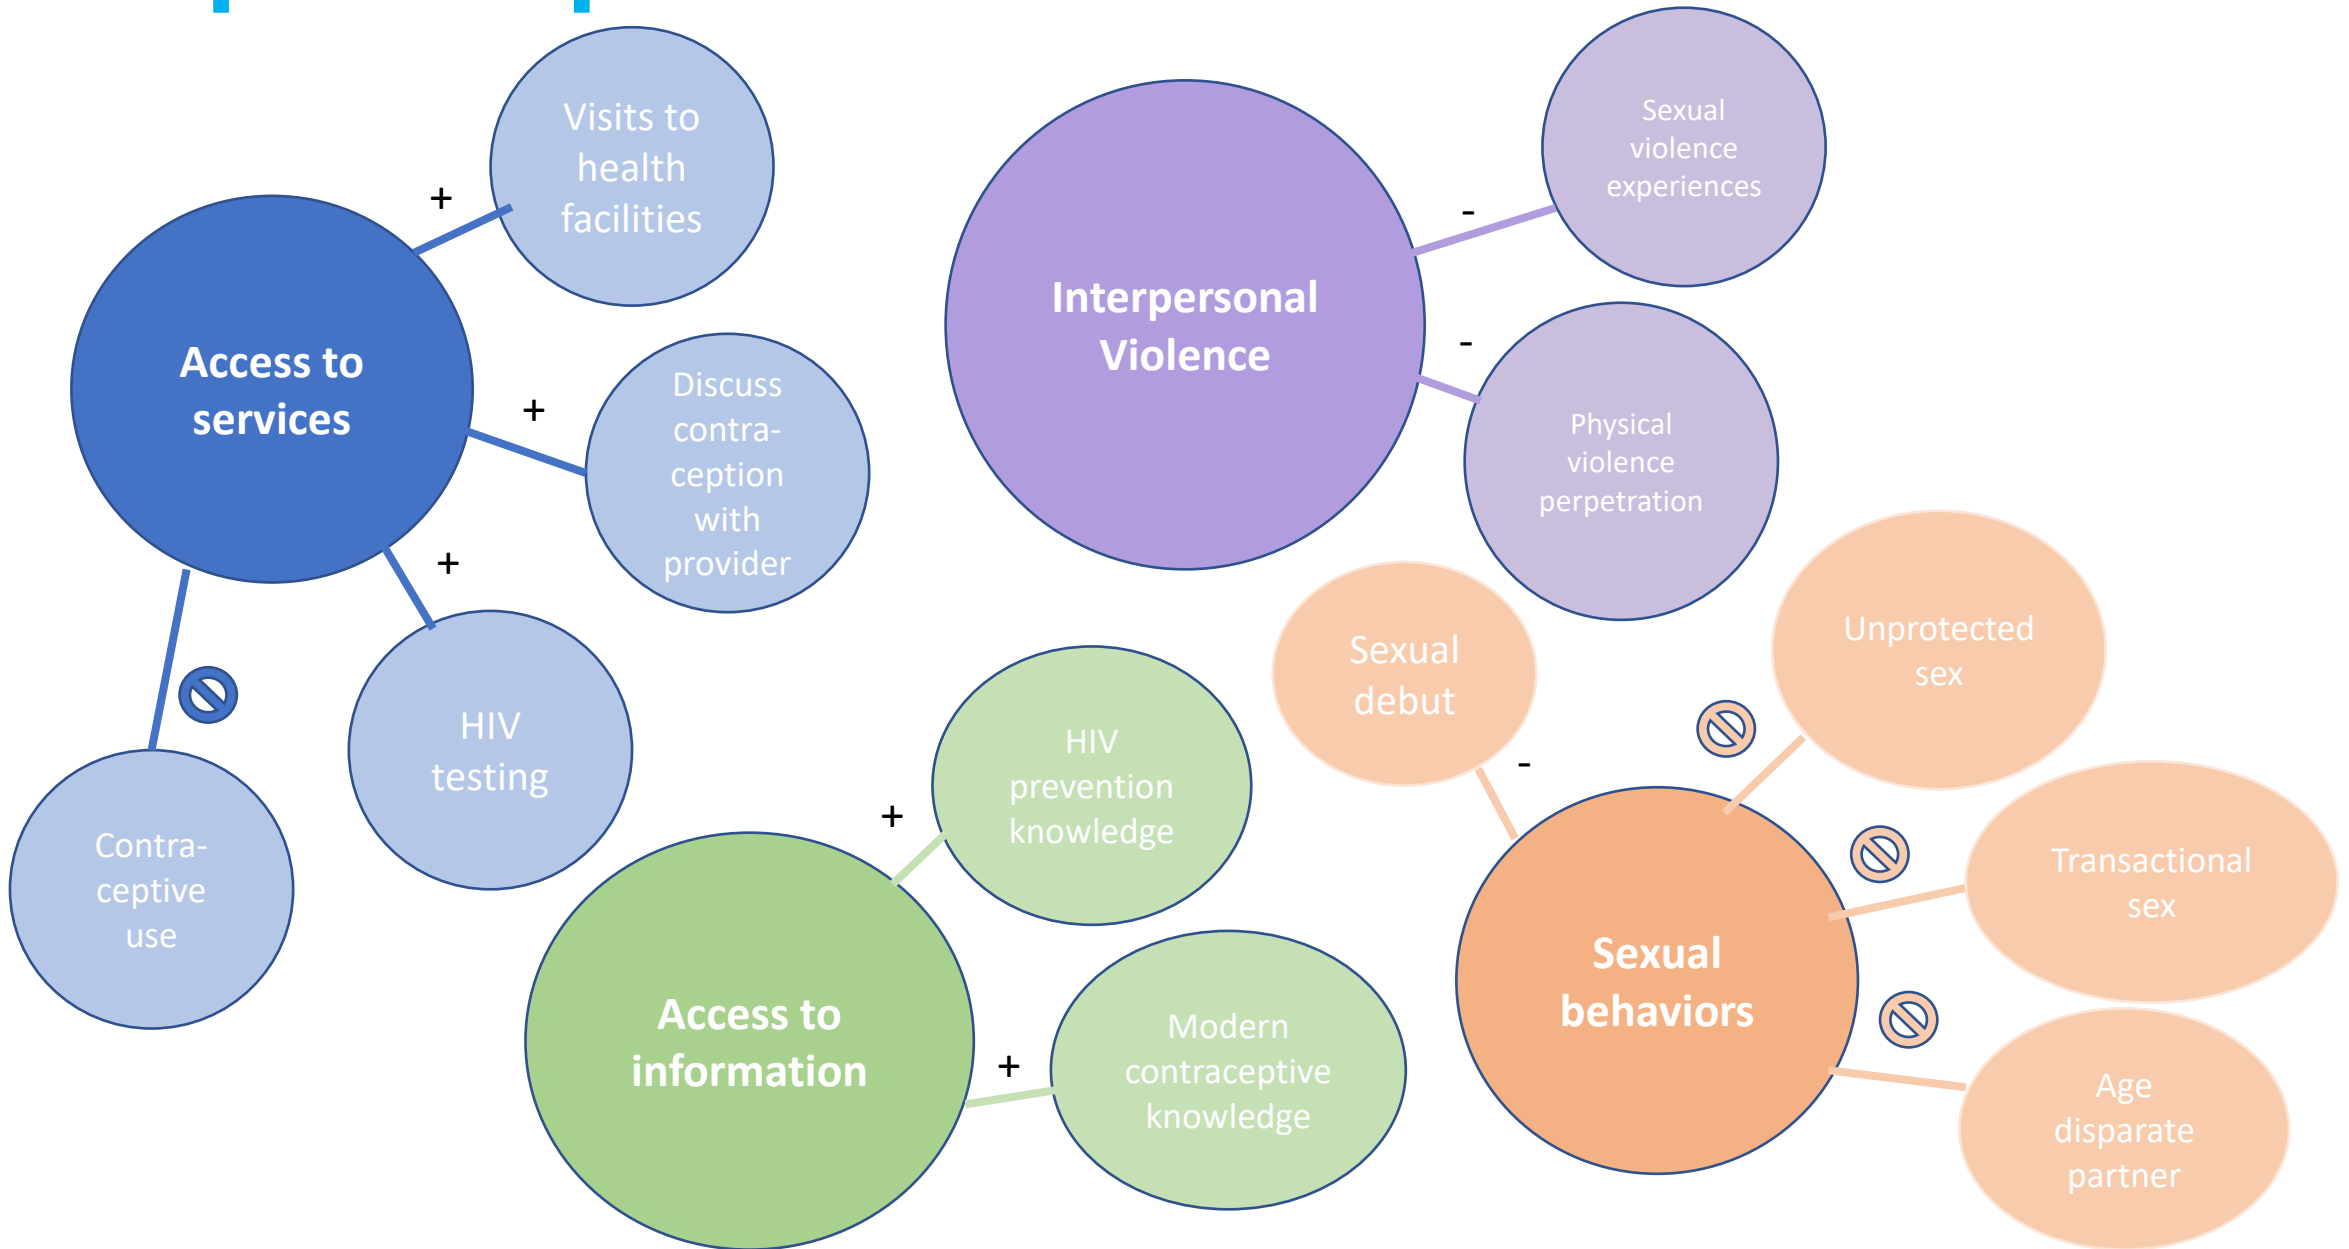 Visits to
health
facilities
+
Access to
services
+
Discuss
contra-
ception
with
provider
+
HIV
testing
Contra-
ceptive
use
Interpersonal
Violence
-
Sexual
violence
experiences
-
Physical
violence
perpetration
Access to
information
+
HIV
prevention
knowledge
+
Modern
contraceptive
knowledge
Sexual
behaviors
-
Sexual
debut
Unprotected
sex
Transactional
sex
Age
disparate
partner